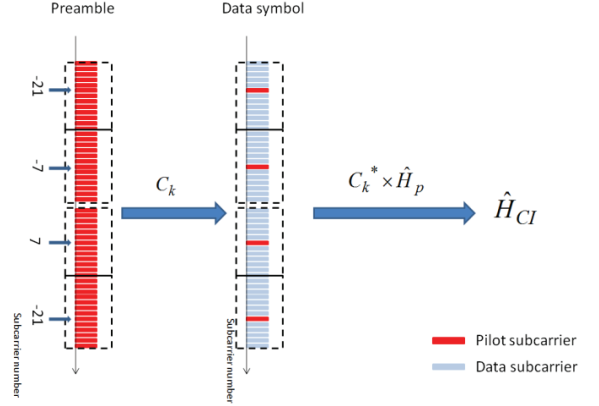 Preamble
Data symbol
-21
-7
7
-21
C_k
C_k^* × Ĥ_p
Ĥ_CI
Subcarrier number
Subcarrier number
Pilot subcarrier
Data subcarrier